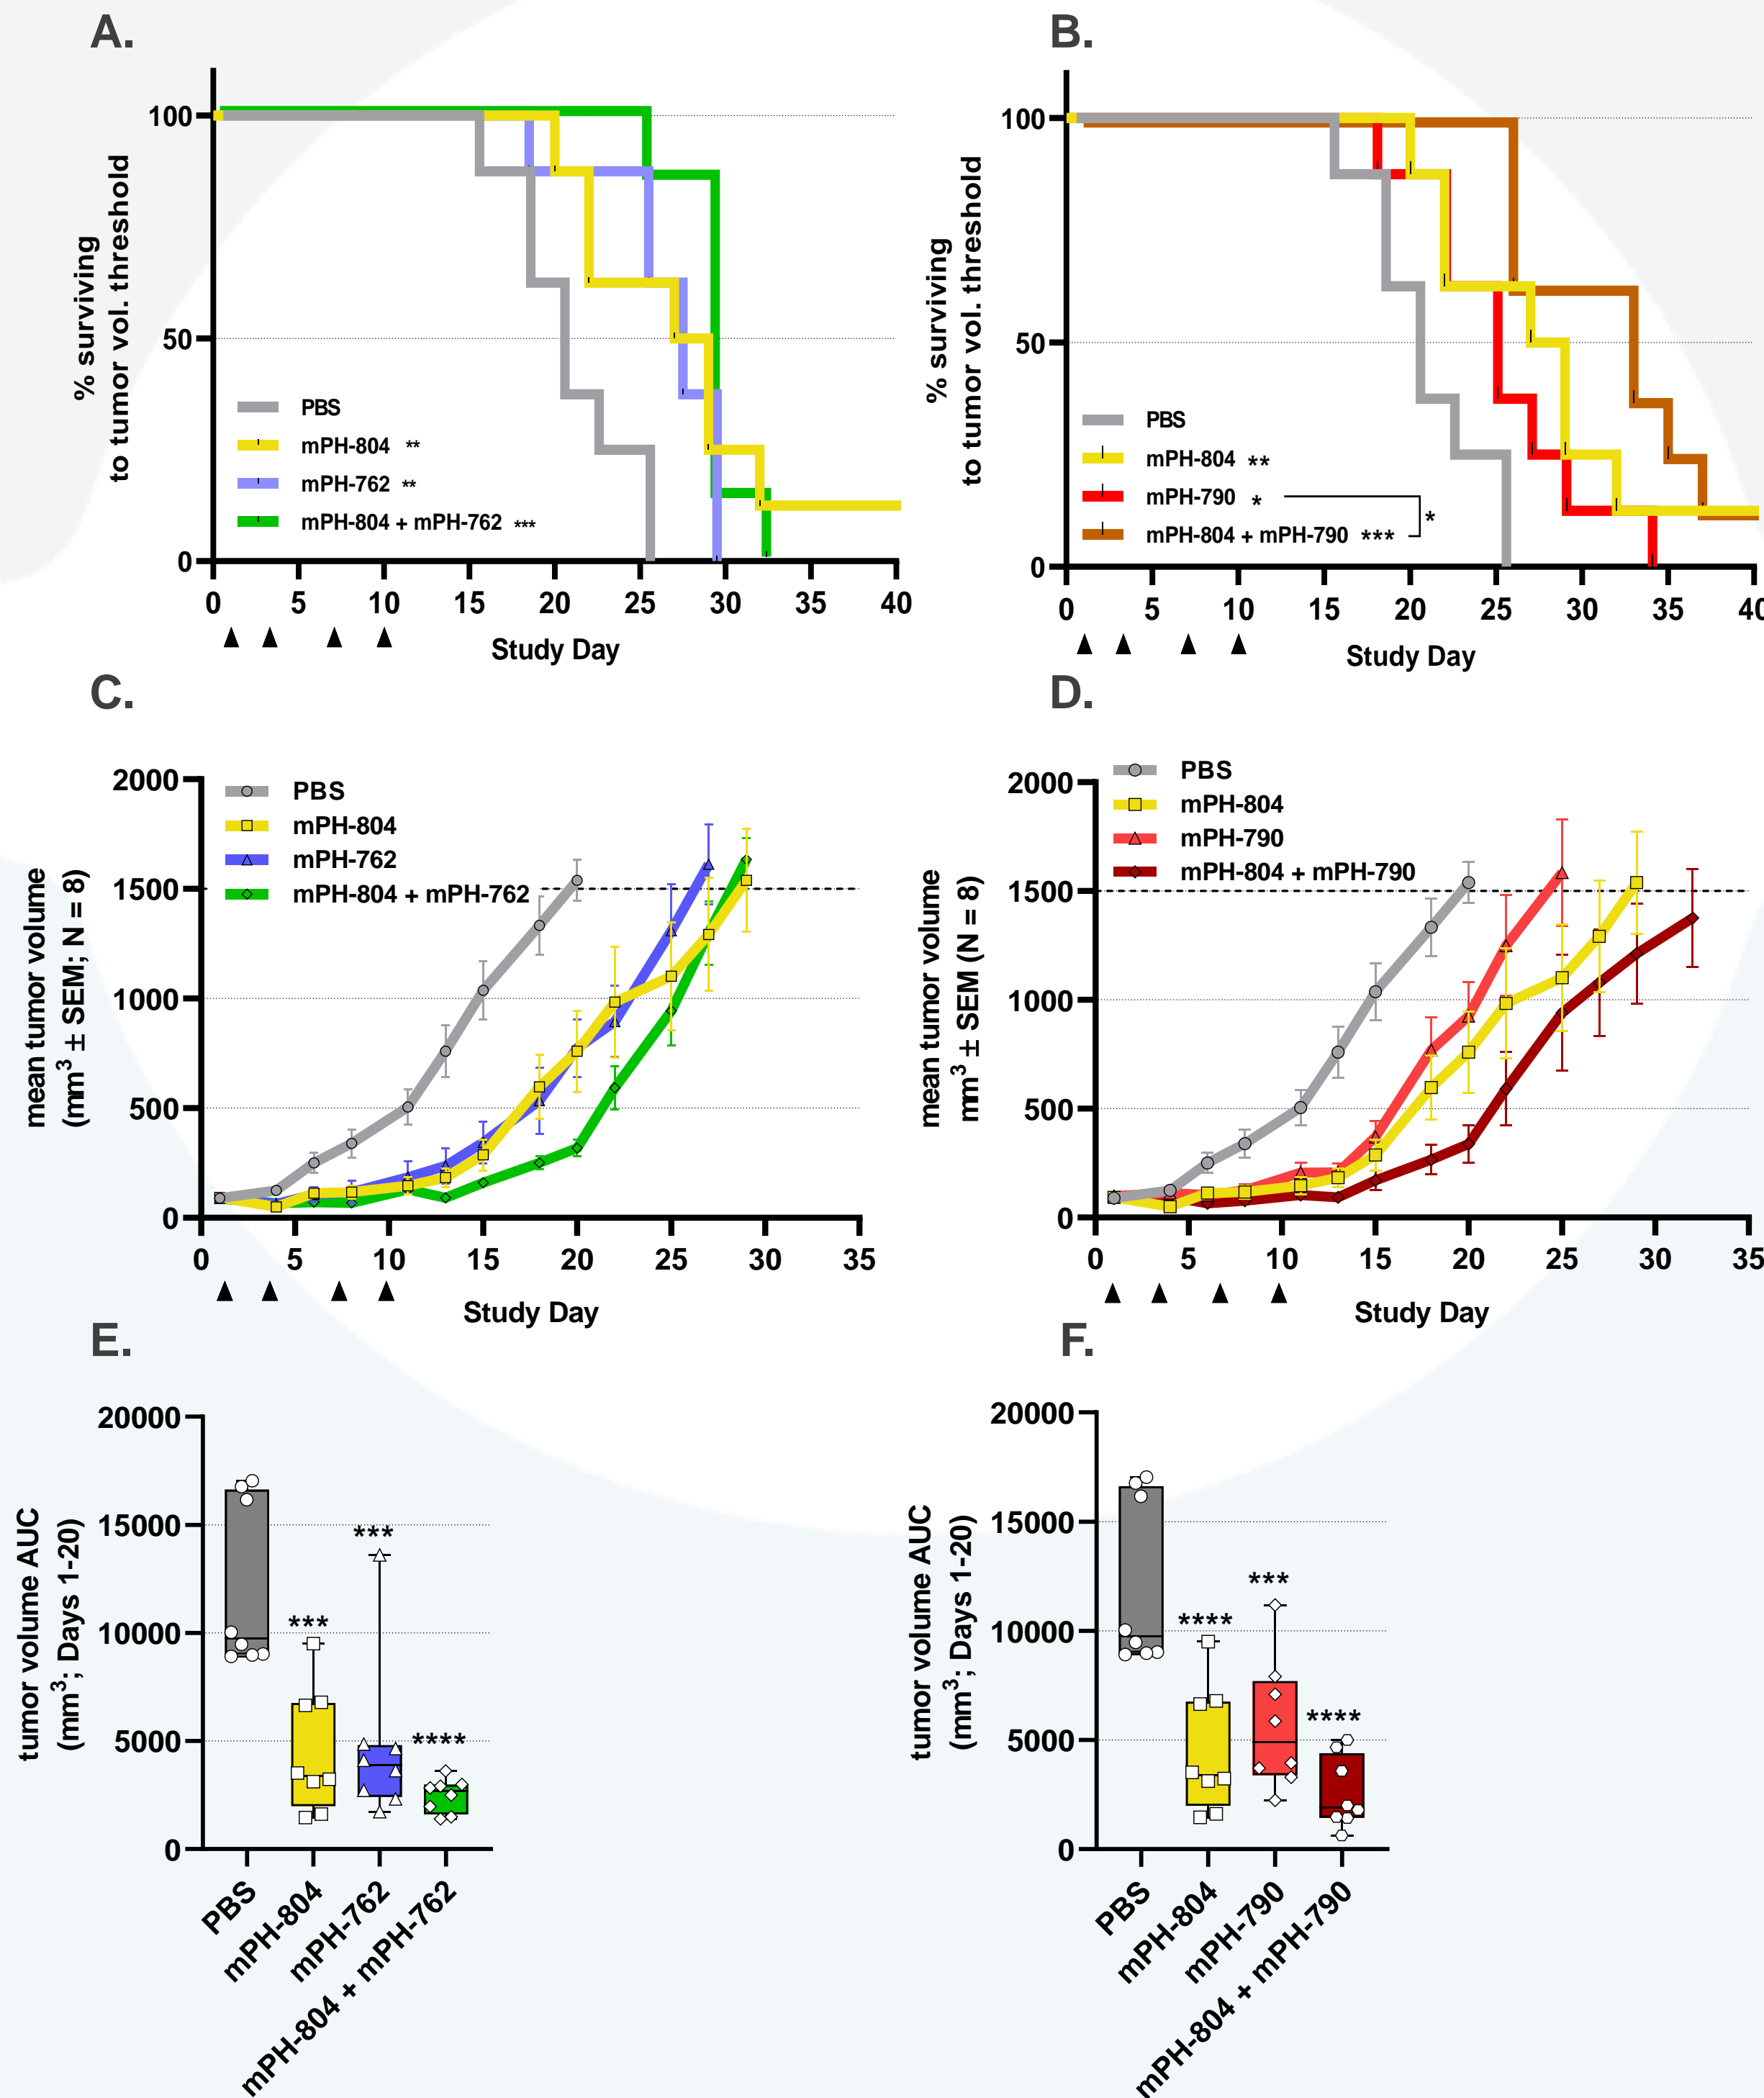 A.
% surviving
to tumor vol. threshold
100
50
0
PBS
mPH-804 **
mPH-762 **
mPH-804 + mPH-762 ***
0 5 10 15 20 25 30 35 40
Study Day
B.
% surviving
to tumor vol. threshold
100
50
0
PBS
mPH-804 **
mPH-790 *
mPH-804 + mPH-790 ***
*
0 5 10 15 20 25 30 35 40
Study Day
C.
mean tumor volume
(mm³ ± SEM; N = 8)
2000
1500
1000
500
0
PBS
mPH-804
mPH-762
mPH-804 + mPH-762
0 5 10 15 20 25 30 35
Study Day
D.
mean tumor volume
mm³ ± SEM (N = 8)
2000
1500
1000
500
0
PBS
mPH-804
mPH-790
mPH-804 + mPH-790
0 5 10 15 20 25 30 35
Study Day
E.
tumor volume AUC
(mm³; Days 1-20)
20000
15000
10000
5000
0
***
***
****
PBS
mPH-804
mPH-762
mPH-804 + mPH-762
F.
tumor volume AUC
(mm³; Days 1-20)
20000
15000
10000
5000
0
****
***
****
PBS
mPH-804
mPH-790
mPH-804 + mPH-790